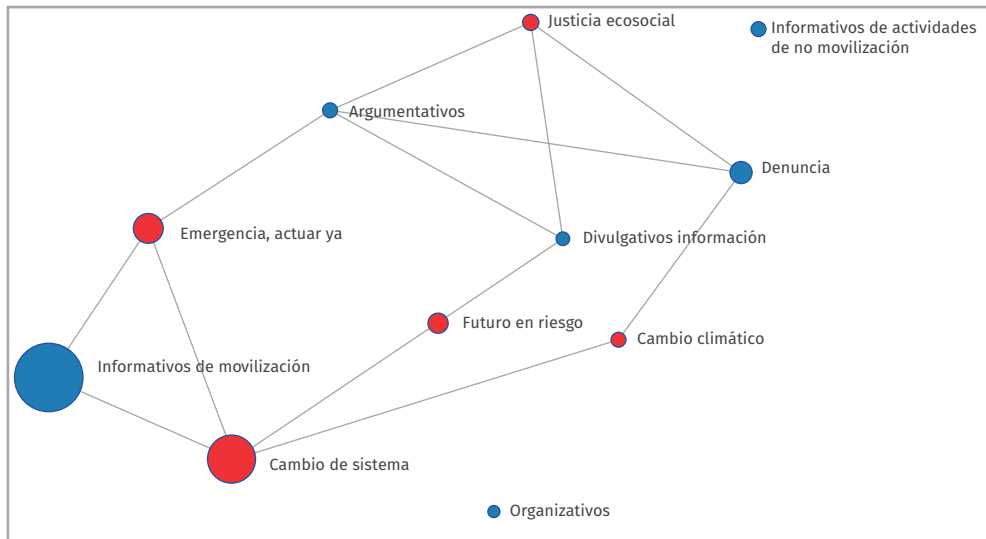 Justicia ecosocial
Informativos de actividades
de no movilización
Argumentativos
Denuncia
Emergencia, actuar ya
Divulgativos información
Futuro en riesgo
Cambio climático
Informativos de movilización
Cambio de sistema
Organizativos